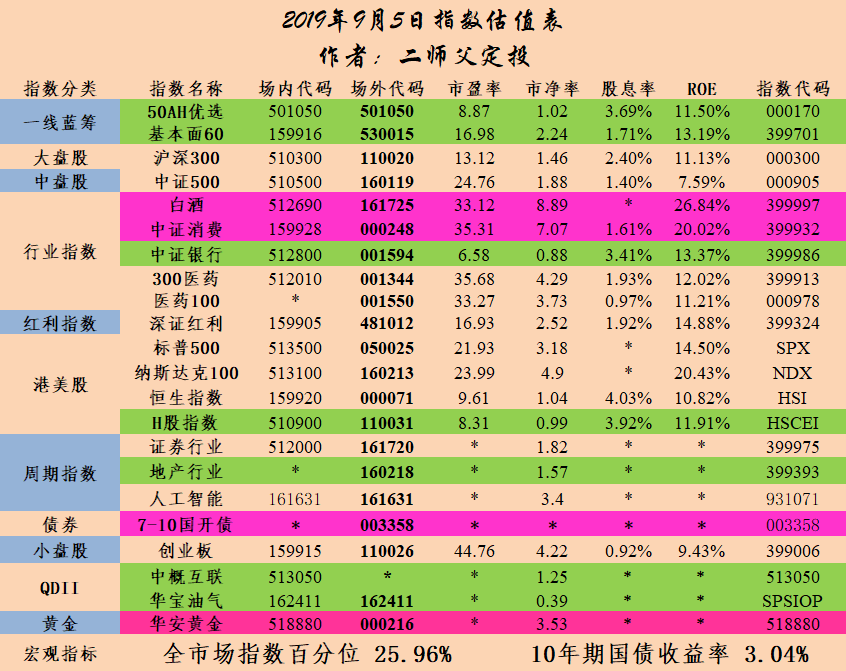 2019年9月5日指数估值表
作者：二师父定投
指数分类 指数名称 场内代码 场外代码 市盈率 市净率 股息率 ROE 指数代码
一线蓝筹 50AH优选 501050 501050 8.87 1.02 3.69% 11.50% 000170
基本面60 159916 530015 16.98 2.24 1.71% 13.19% 399701
大盘股 沪深300 510300 110020 13.12 1.46 2.40% 11.13% 000300
中盘股 中证500 510500 160119 24.76 1.88 1.40% 7.59% 000905
行业指数 白酒 512690 161725 33.12 8.89 * 26.84% 399997
中证消费 159928 000248 35.31 7.07 1.61% 20.02% 399932
中证银行 512800 001594 6.58 0.88 3.41% 13.37% 399986
300医药 512010 001344 35.68 4.29 1.93% 12.02% 399913
医药100 * 001550 33.27 3.73 0.97% 11.21% 000978
红利指数 深证红利 159905 481012 16.93 2.52 1.92% 14.88% 399324
港美股 标普500 513500 050025 21.93 3.18 * 14.50% SPX
纳斯达克100 513100 160213 23.99 4.9 * 20.43% NDX
恒生指数 159920 000071 9.61 1.04 4.03% 10.82% HSI
H股指数 510900 110031 8.31 0.99 3.92% 11.91% HSCEI
周期指数 证券行业 512000 161720 * 1.82 * * 399975
地产行业 * 160218 * 1.57 * * 399393
人工智能 161631 161631 * 3.4 * * 931071
债券 7-10国开债 * 003358 * * * * 003358
小盘股 创业板 159915 110026 44.76 4.22 0.92% 9.43% 399006
QDII 中概互联 513050 * * 1.25 * * 513050
华宝油气 162411 162411 * 0.39 * * SPSIOP
黄金 华安黄金 518880 000216 * 3.53 * * 518880
宏观指标 全市场指数百分位 25.96% 10年期国债收益率 3.04%